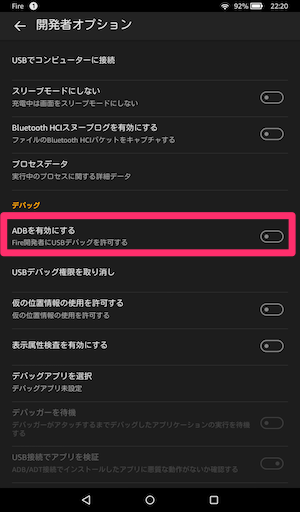 Fire 1 92% 22:20
開発者オプション
USBでコンピューターに接続
スリープモードにしない
充電中は画面をスリープモードにしない
Bluetooth HCIスヌープログを有効にする
ファイルのBluetooth HCIパケットをキャプチャする
プロセスデータ
実行中のプロセスに関する詳細データ
デバッグ
ADBを有効にする
Fire開発者にUSBデバッグを許可する
USBデバッグ権限を取り消し
仮の位置情報の使用を許可する
仮の位置情報の使用を許可する
表示属性検査を有効にする
デバッグアプリを選択
デバッグアプリ未設定
デバッガーを待機
デバッガーがアタッチするまでデバッグしたアプリケーションの実行を待機
する
USB接続でアプリを検証
ADB/ADT接続でインストールしたアプリに悪質な動作がないか確認する